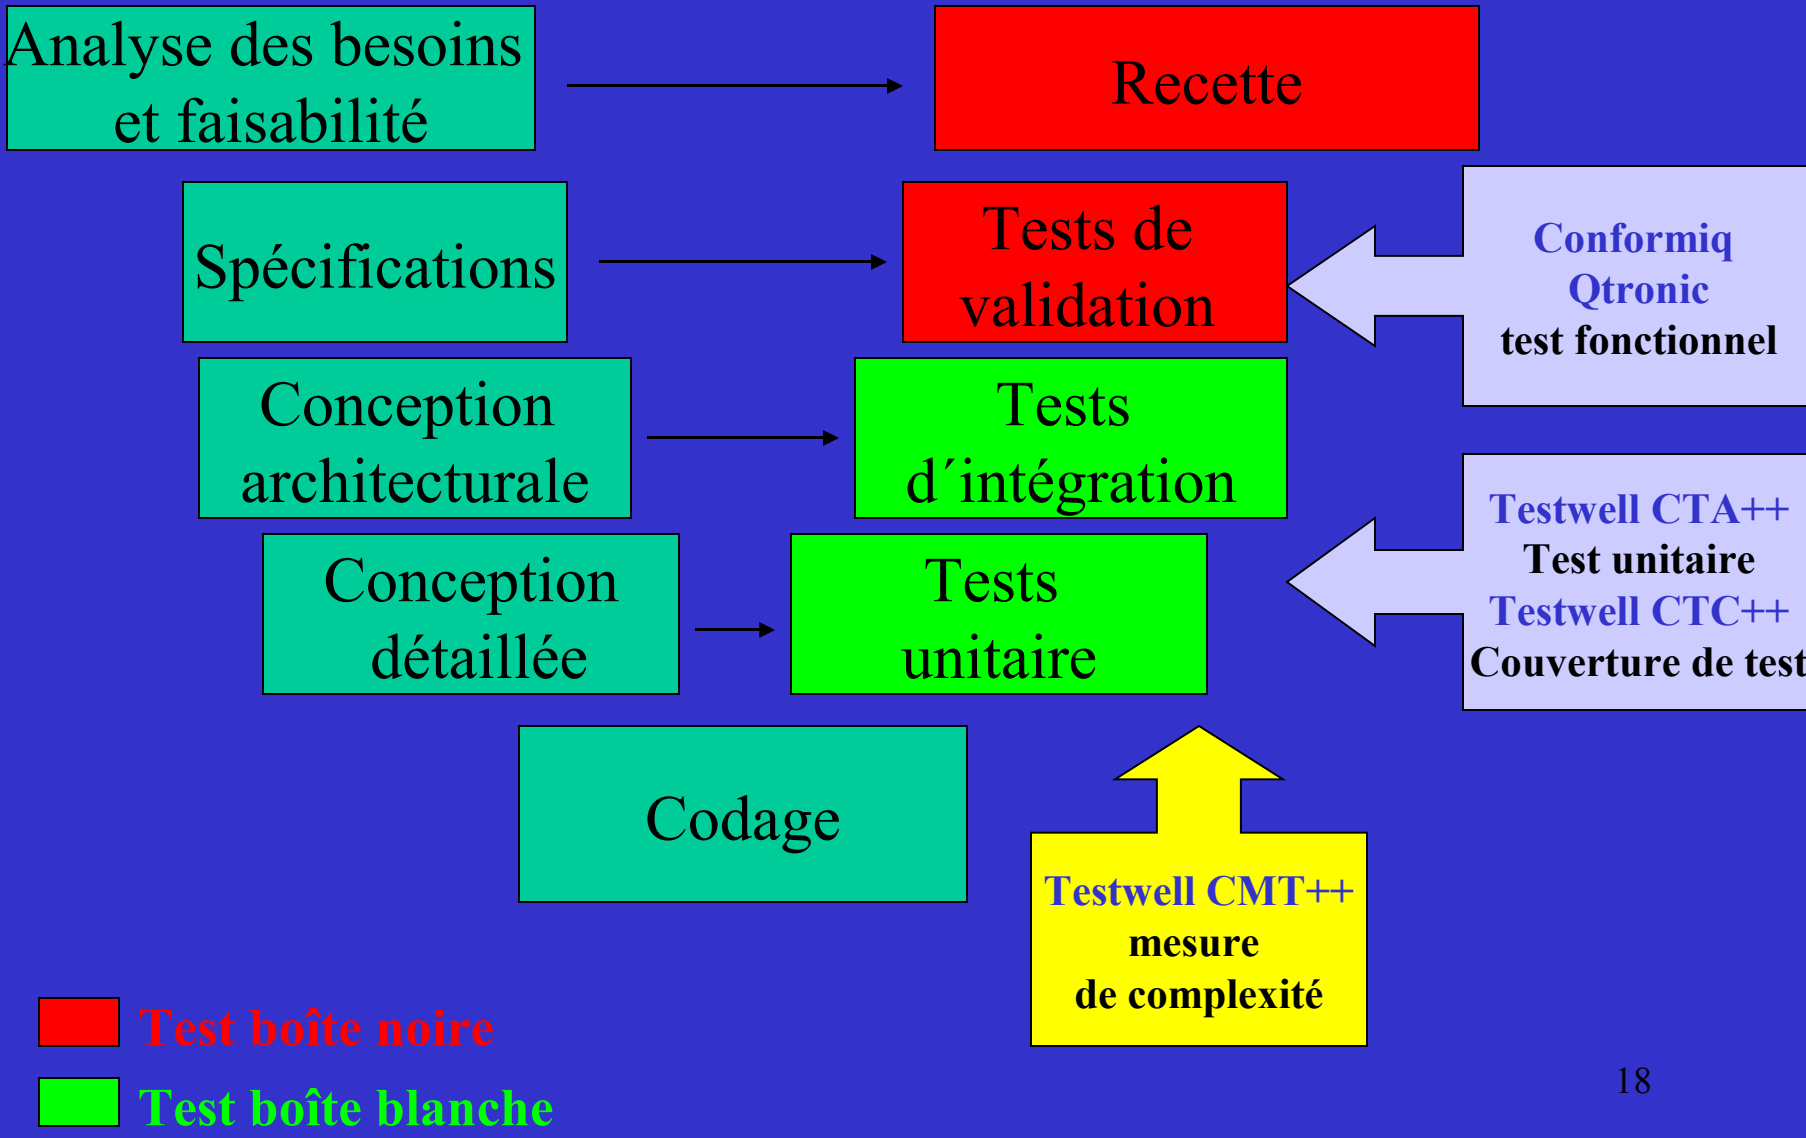 Analyse des besoins
et faisabilité
Recette
Spécifications
Tests de
validation
Conformiq
Qtronic
test fonctionnel
Conception
architecturale
Tests
d´intégration
Testwell CTA++
Test unitaire
Testwell CTC++
Couverture de test
Conception
détaillée
Tests
unitaire
Codage
Testwell CMT++
mesure
de complexité
Test boîte noire
Test boîte blanche
18